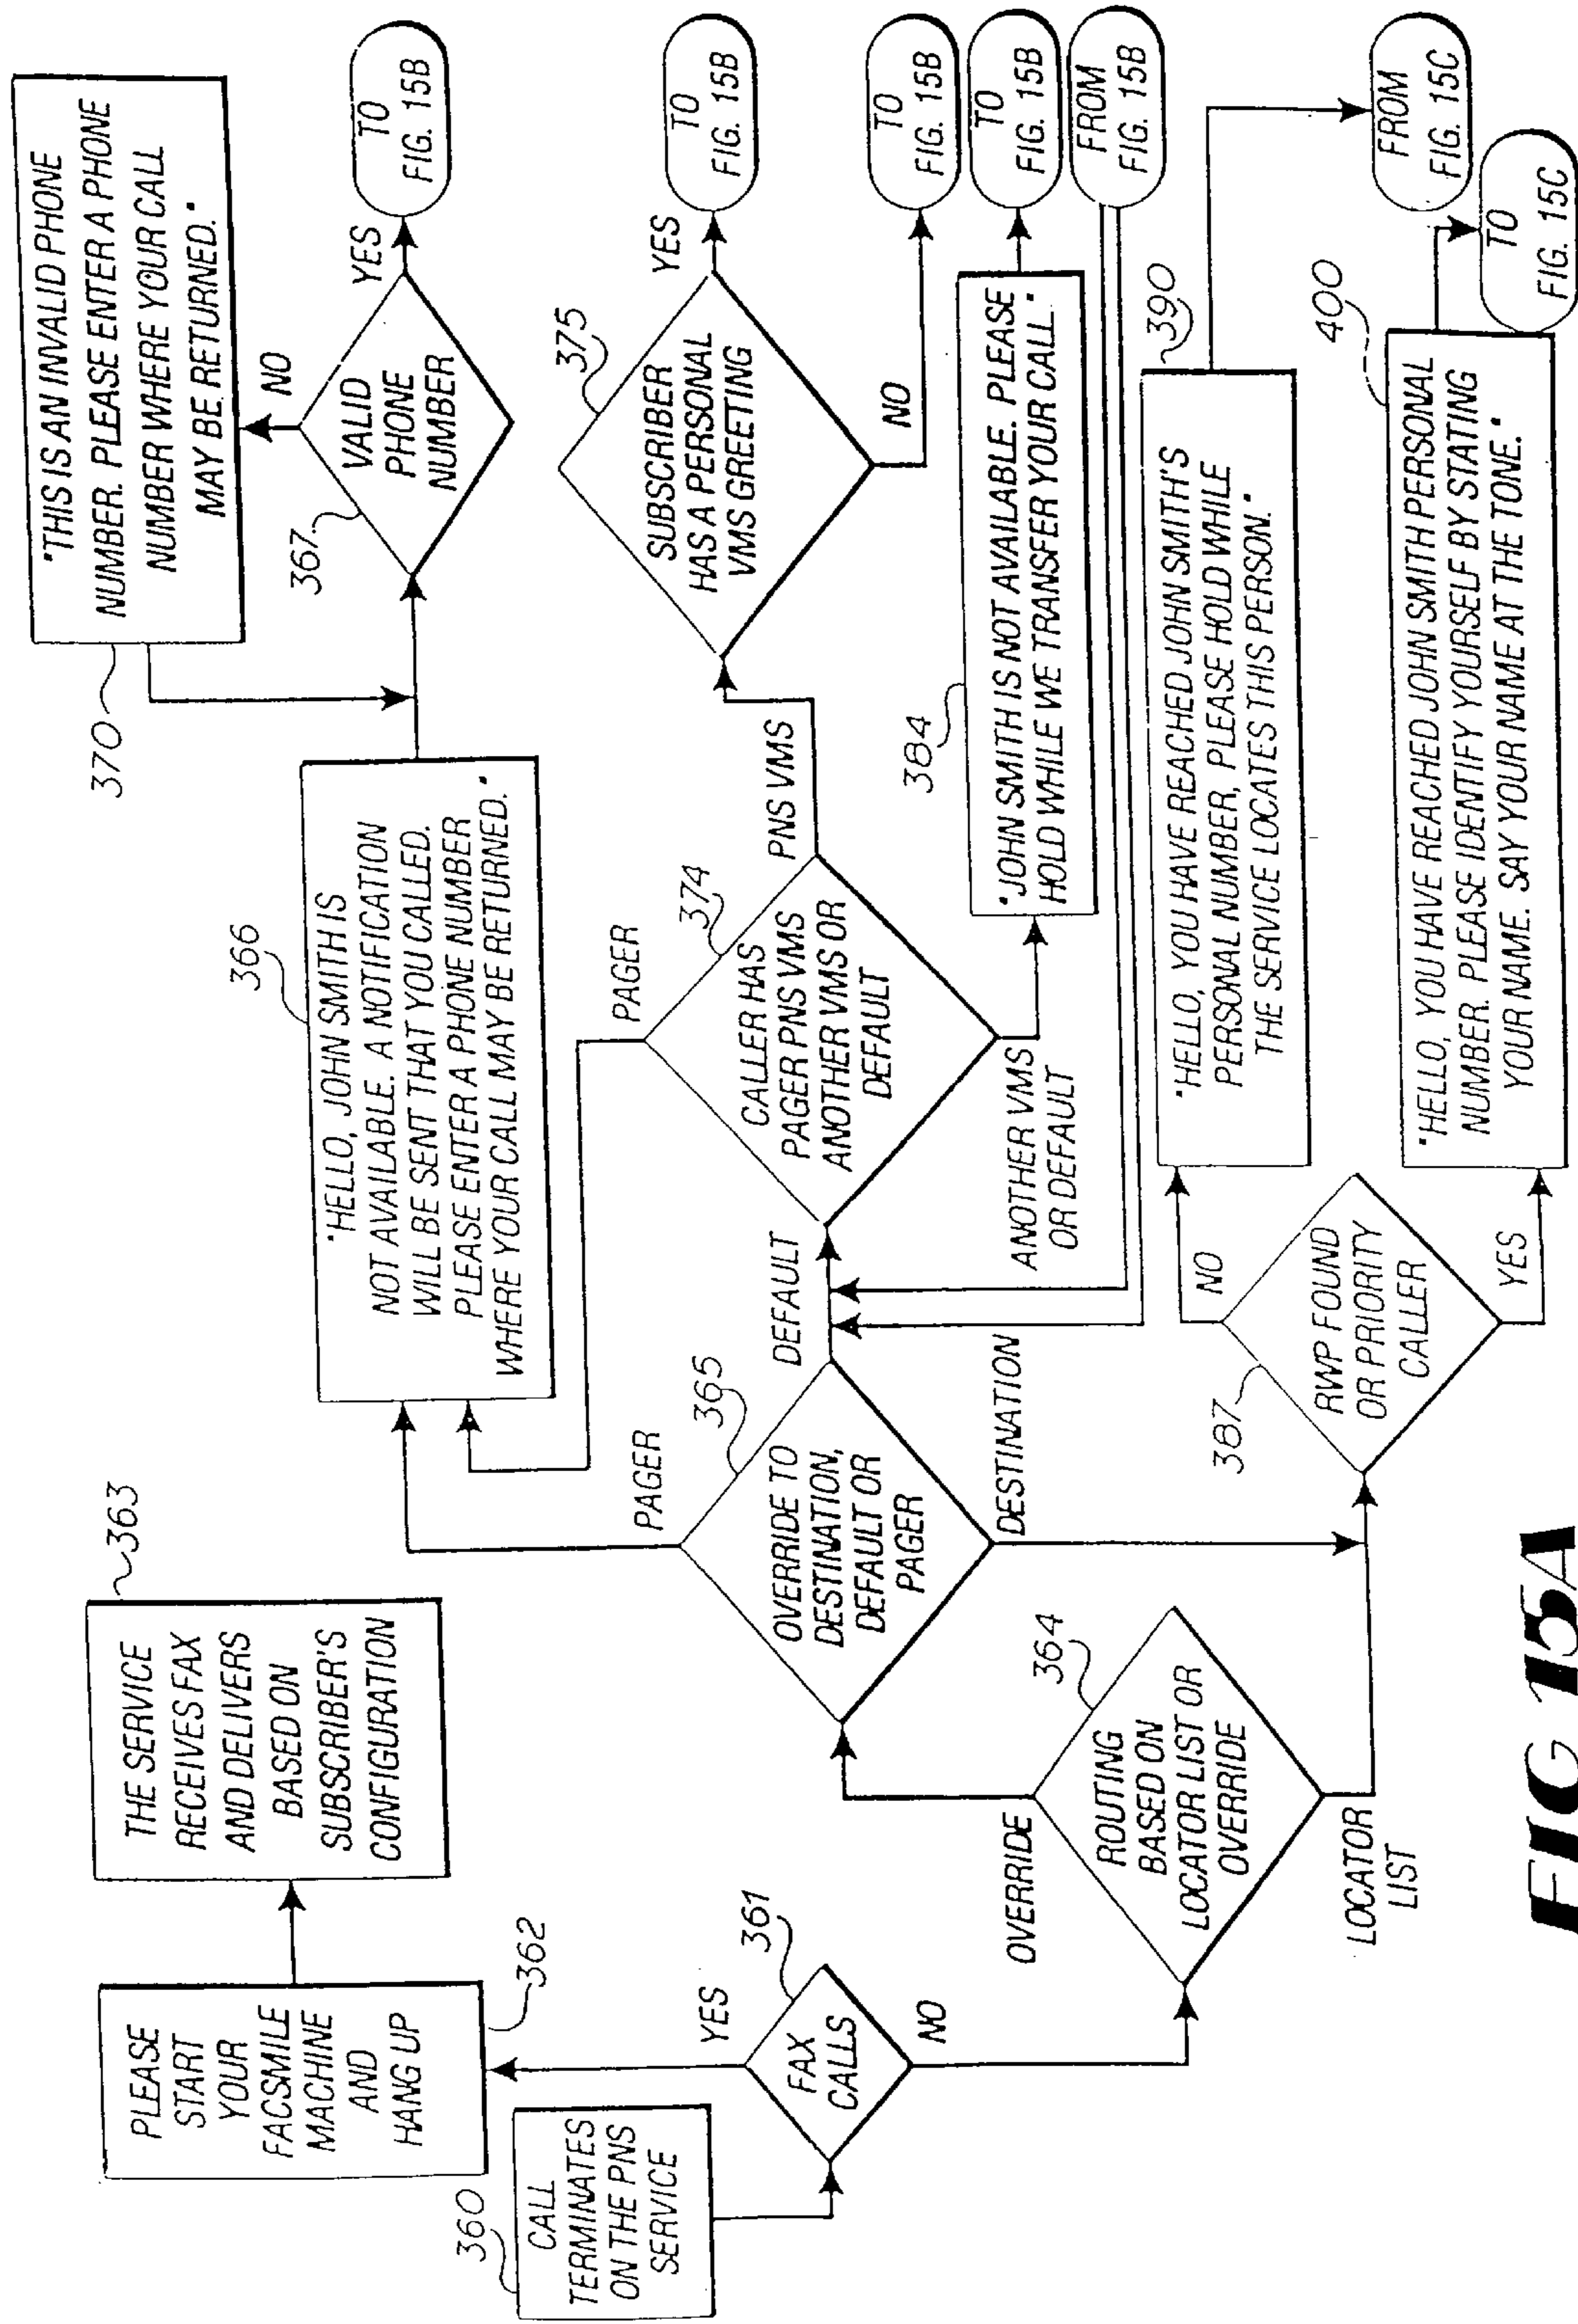 360
CALL
TERMINATES
ON THE PNS
SERVICE
FAX
CALLS
361
YES
NO
PLEASE
START
YOUR
FACSMILE
MACHINE
AND
HANG UP
362
THE SERVICE
RECEIVES FAX
AND DELIVERS
BASED ON
SUBSCRIBER'S
CONFIGURATION
363
ROUTING
BASED ON
LOCATOR LIST OR
OVERRIDE
364
OVERRIDE
LOCATOR
LIST
OVERRIDE TO
DESTINATION,
DEFAULT OR
PAGER
365
PAGER
DEFAULT
DESTINATION
366
"HELLO, JOHN SMITH IS
NOT AVAILABLE. A NOTIFICATION
WILL BE SENT THAT YOU CALLED.
PLEASE ENTER A PHONE NUMBER
WHERE YOUR CALL MAY BE RETURNED."
370
"THIS IS AN INVALID PHONE
NUMBER. PLEASE ENTER A PHONE
NUMBER WHERE YOUR CALL
MAY BE RETURNED."
367
VALID
PHONE
NUMBER
NO
YES
TO
FIG. 15B
CALLER HAS
PAGER PNS VMS
ANOTHER VMS OR
DEFAULT
374
PAGER
PNS VMS
ANOTHER VMS
OR DEFAULT
SUBSCRIBER
HAS A PERSONAL
VMS GREETING
375
YES
TO
FIG. 15B
NO
TO
FIG. 15B
384
"JOHN SMITH IS NOT AVAILABLE. PLEASE
HOLD WHILE WE TRANSFER YOUR CALL."
TO
FIG. 15B
FROM
FIG. 15B
387
RWP FOUND
OR PRIORITY
CALLER
NO
YES
390
"HELLO, YOU HAVE REACHED JOHN SMITH'S
PERSONAL NUMBER, PLEASE HOLD WHILE
THE SERVICE LOCATES THIS PERSON."
FROM
FIG. 15C
400
"HELLO, YOU HAVE REACHED JOHN SMITH PERSONAL
NUMBER. PLEASE IDENTIFY YOURSELF BY STATING
YOUR NAME. SAY YOUR NAME AT THE TONE."
TO
FIG. 15C
FIG 15A